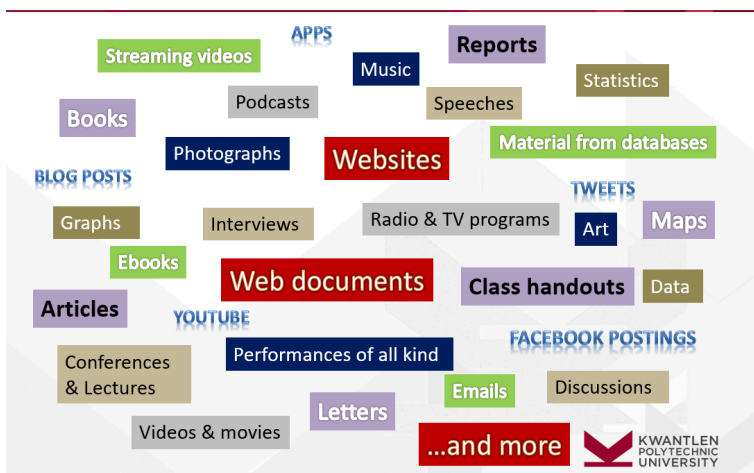 APPS
Reports
Streaming videos
Music
Statistics
Podcasts
Speeches
Books
Material from databases
Photographs
Websites
BLOG POSTS
TWEETS
Graphs
Interviews
Radio & TV programs
Art
Maps
Ebooks
Web documents
Class handouts
Data
Articles
YOUTUBE
FACEBOOK POSTINGS
Performances of all kind
Conferences
& Lectures
Emails
Discussions
Letters
Videos & movies
...and more
KWANTLEN
POLYTECHNIC
UNIVERSITY